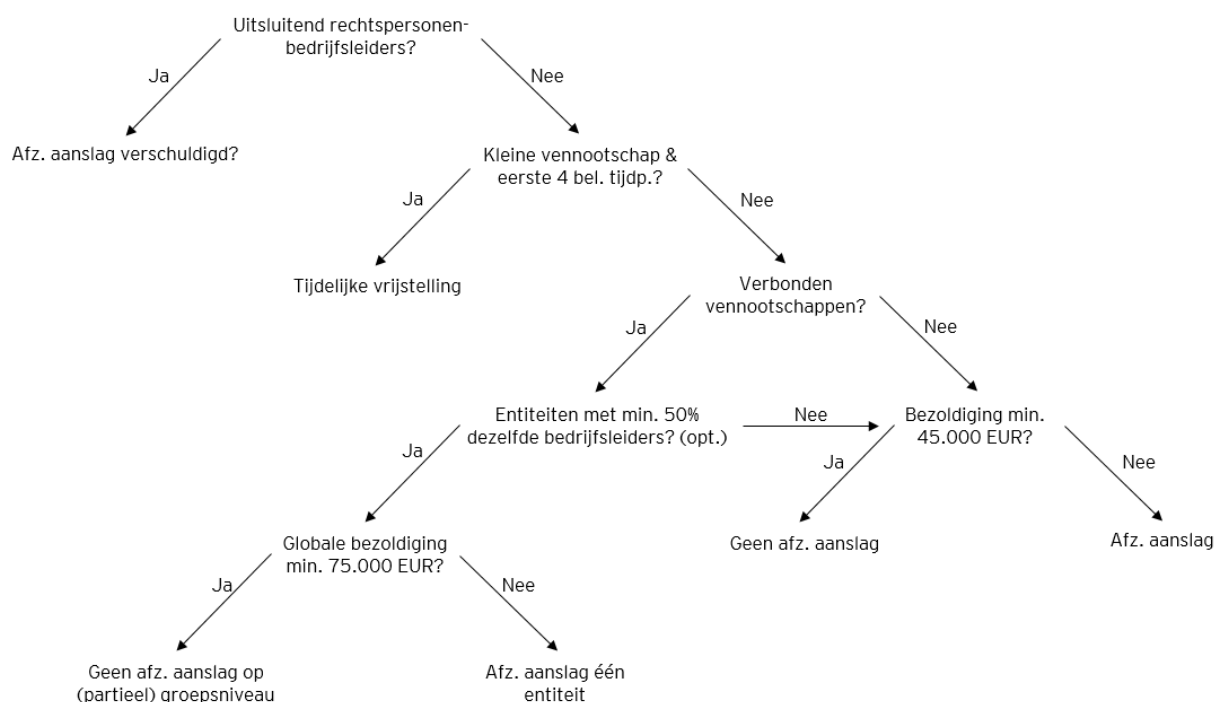 Uitsluitend rechtspersonen-
bedrijfsleiders?
Ja
Nee
Afz. aanslag verschuldigd?
Kleine vennootschap &
eerste 4 bel. tijdp.?
Ja
Nee
Tijdelijke vrijstelling
Verbonden
vennootschappen?
Ja
Nee
Entiteiten met min. 50%
dezelfde bedrijfsleiders? (opt.)
Nee
Bezoldiging min.
45.000 EUR?
Ja
Ja
Nee
Globale bezoldiging
min. 75.000 EUR?
Geen afz. aanslag
Afz. aanslag
Ja
Nee
Geen afz. aanslag op
(partieel) groepsniveau
Afz. aanslag één
entiteit